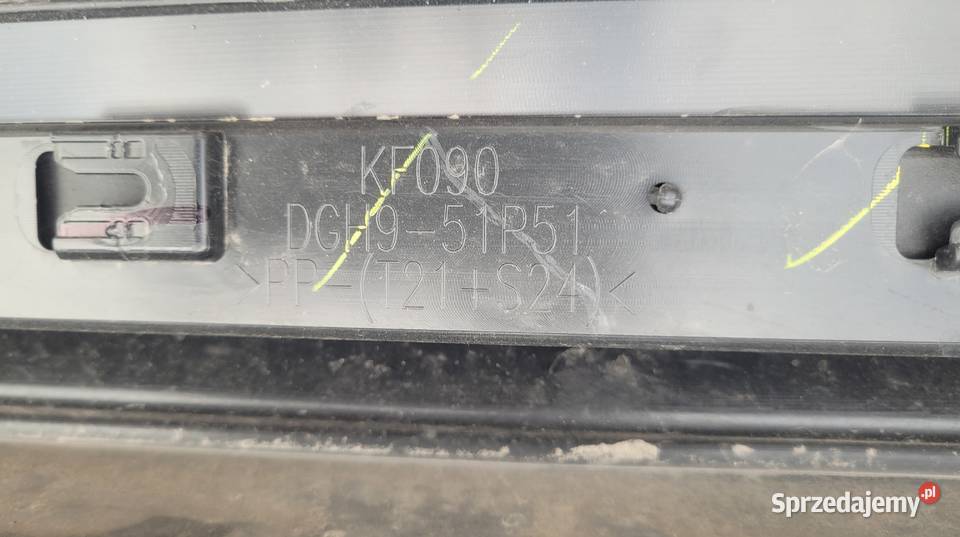 KF090
DGH9-51P51
>PP-(T21+S24)<
Sprzedajemy.pl